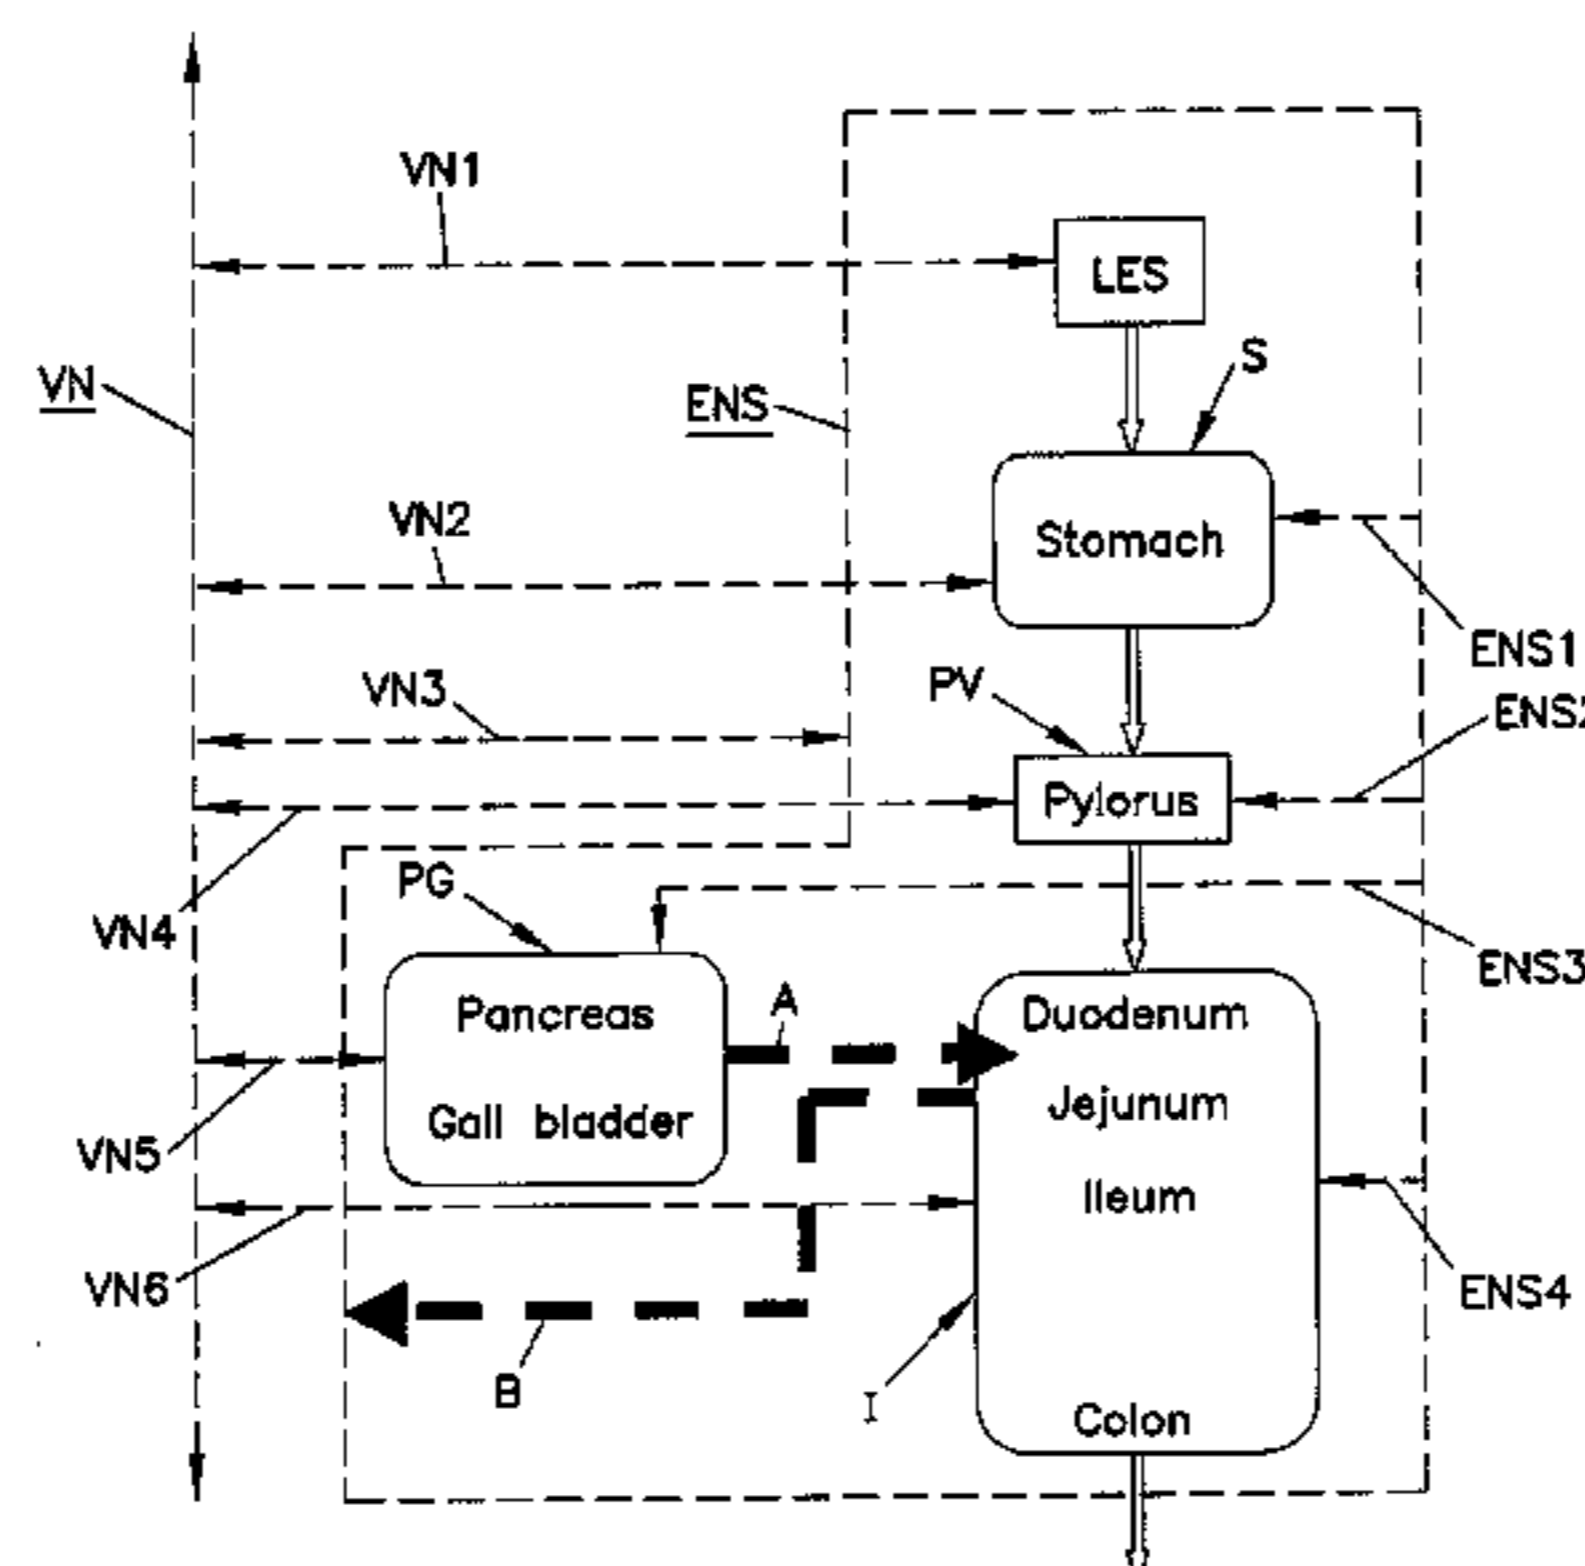 VN1
LES
VN
ENS
S
VN2
Stomach
ENS1
VN3
PV
ENS2
Pylorus
PG
VN4
ENS3
Pancreas
A
Duodenum
Jejunum
Gall bladder
VN5
Ileum
VN6
ENS4
B
I
Colon